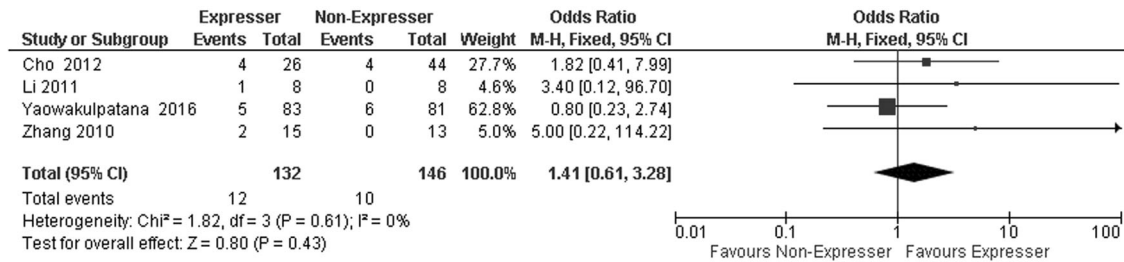 Expresser Non-Expresser Odds Ratio Odds Ratio
Study or Subgroup Events Total Events Total Weight M-H, Fixed, 95% CI M-H, Fixed, 95% CI
Cho 2012 4 26 4 44 27.7% 1.82 [0.41, 7.99]
Li 2011 1 8 0 8 4.6% 3.40 [0.12, 96.70]
Yaowakulpatana 2016 5 83 6 81 62.8% 0.80 [0.23, 2.74]
Zhang 2010 2 15 0 13 5.0% 5.00 [0.22, 114.22]
Total (95% CI) 132 146 100.0% 1.41 [0.61, 3.28]
Total events 12 10
Heterogeneity: Chi² = 1.82, df = 3 (P = 0.61); I² = 0%
Test for overall effect: Z = 0.80 (P = 0.43)
0.01 0.1 1 10 100
Favours Non-Expresser Favours Expresser